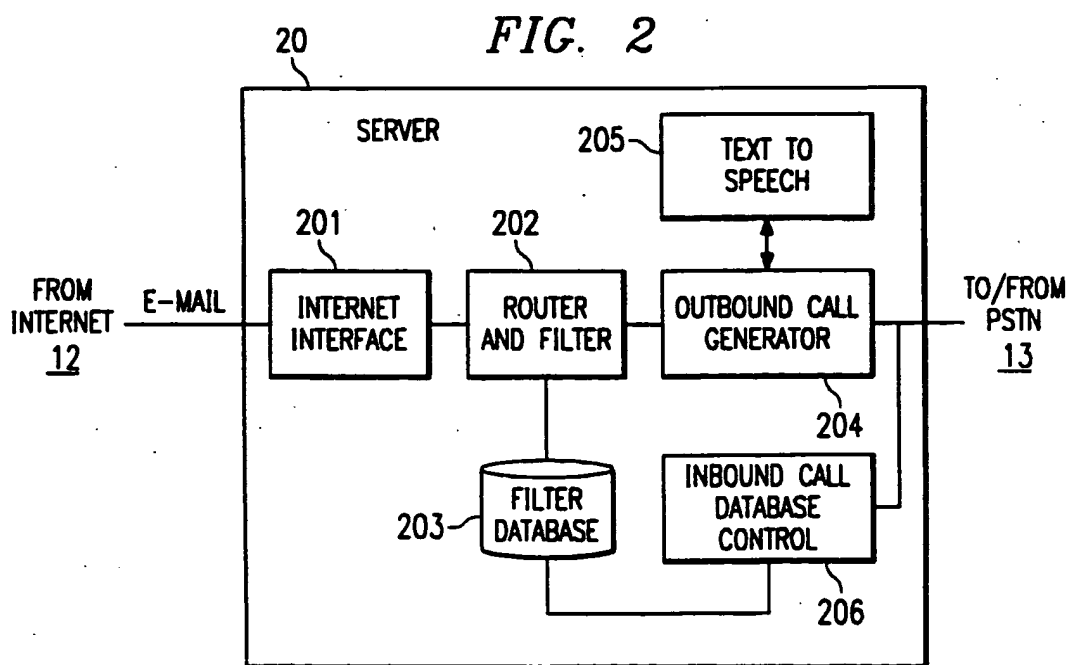 FIG. 2
20
SERVER
205
TEXT TO
SPEECH
201
202
FROM
INTERNET
12
E-MAIL
INTERNET
INTERFACE
ROUTER
AND FILTER
OUTBOUND CALL
GENERATOR
TO/FROM
PSTN
13
204
203
FILTER
DATABASE
INBOUND CALL
DATABASE
CONTROL
206